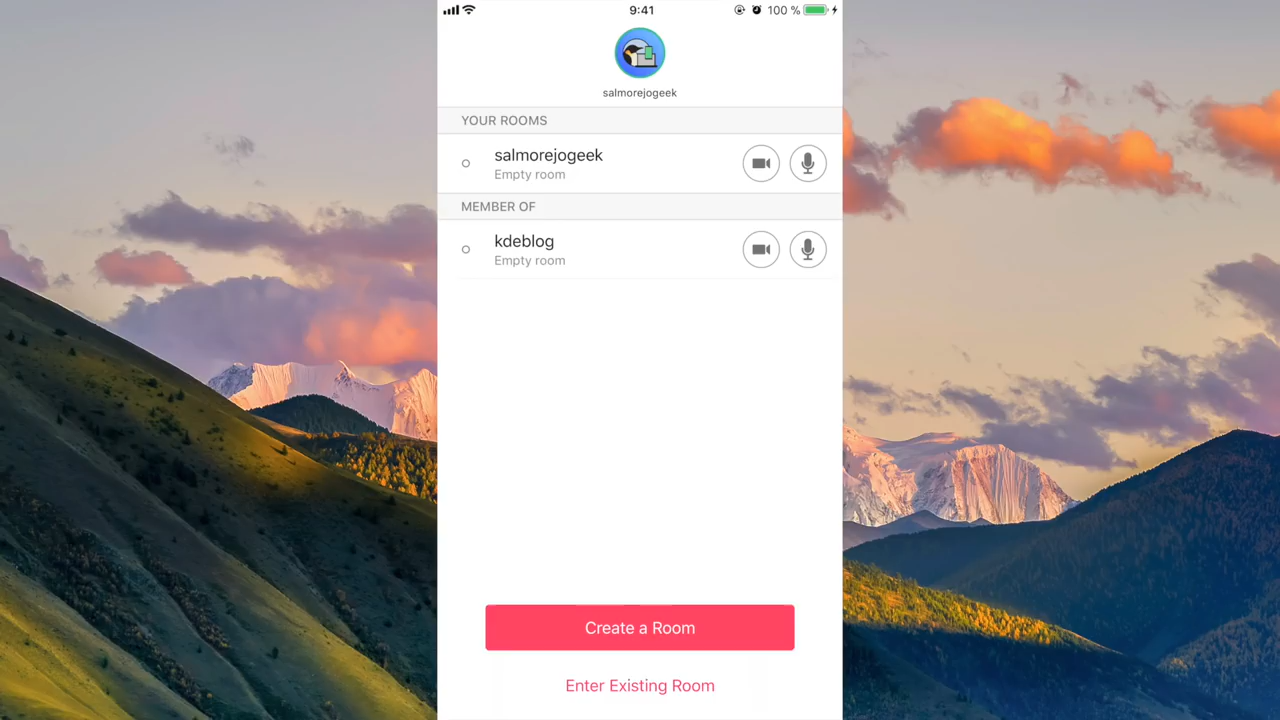 9:41
100 %
salmorejogeek
YOUR ROOMS
salmorejogeek
Empty room
MEMBER OF
kdeblog
Empty room
Create a Room
Enter Existing Room